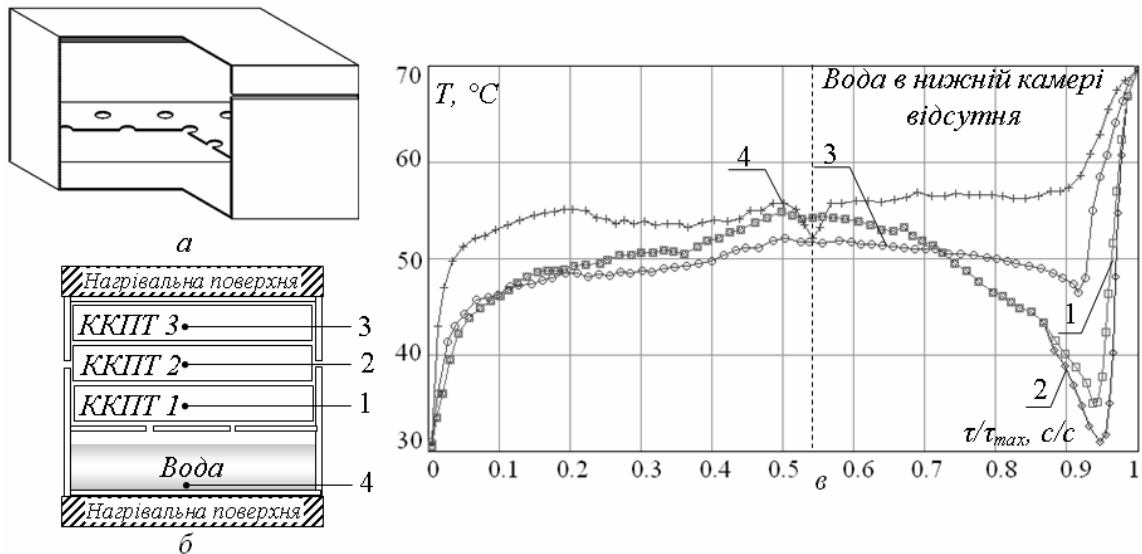 а
Нагрівальна поверхня
ККПТ 3
3
ККПТ 2
2
ККПТ 1
1
Вода
4
Нагрівальна поверхня
б
70
T, °C
Вода в нижній камері
відсутня
60
4
3
50
1
40
2
30
τ/τmax, c/c
0
0.1
0.2
0.3
0.4
0.5
0.6
0.7
0.8
0.9
1
в